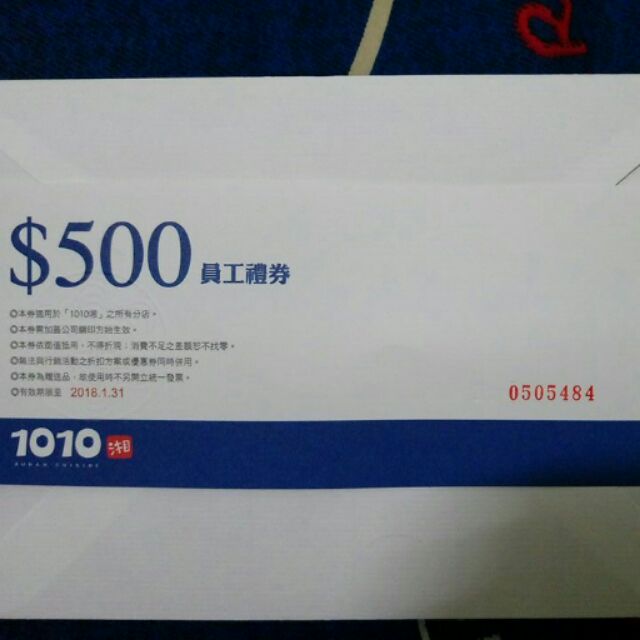 $500 員工禮券
◎本券適用於「1010湘」之所有分店。
◎本券需加蓋公司鋼印方始生效。
◎本券依面值抵用，不得折現；消費不足之差額恕不找零。
◎無法與行銷活動之折扣方案或優惠券同時併用。
◎本券為贈送品，故使用時不另開立統一發票。
◎有效期限至 2018.1.31
0505484
1010 湘
HUNAN CUISINE